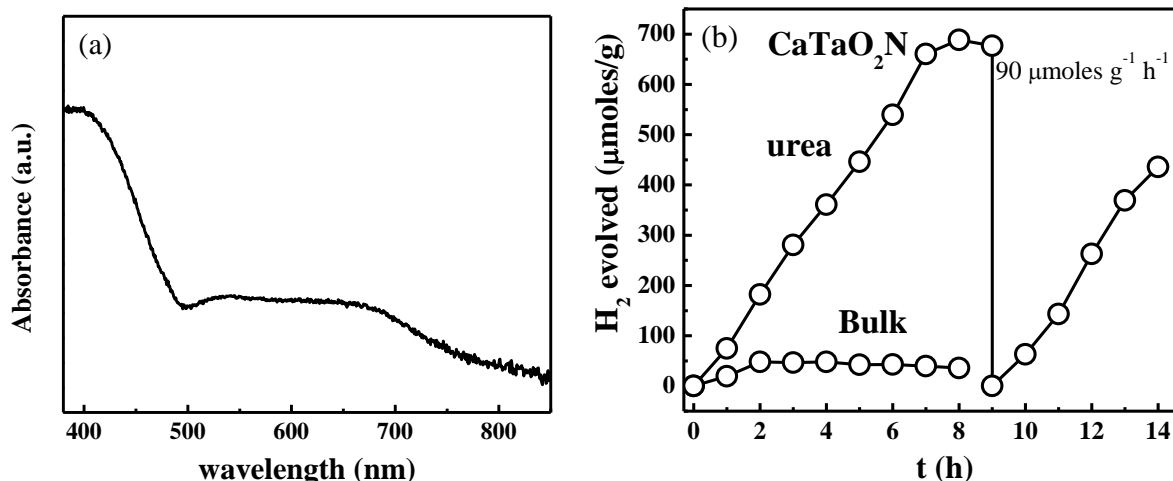 (a)
Absorbance (a.u.)
400 500 600 700 800
wavelength (nm)
(b)
CaTaO₂N
90 μmoles g⁻¹ h⁻¹
urea
Bulk
H₂ evolved (μmoles/g)
700
600
500
400
300
200
100
0
0 2 4 6 8 10 12 14
t (h)